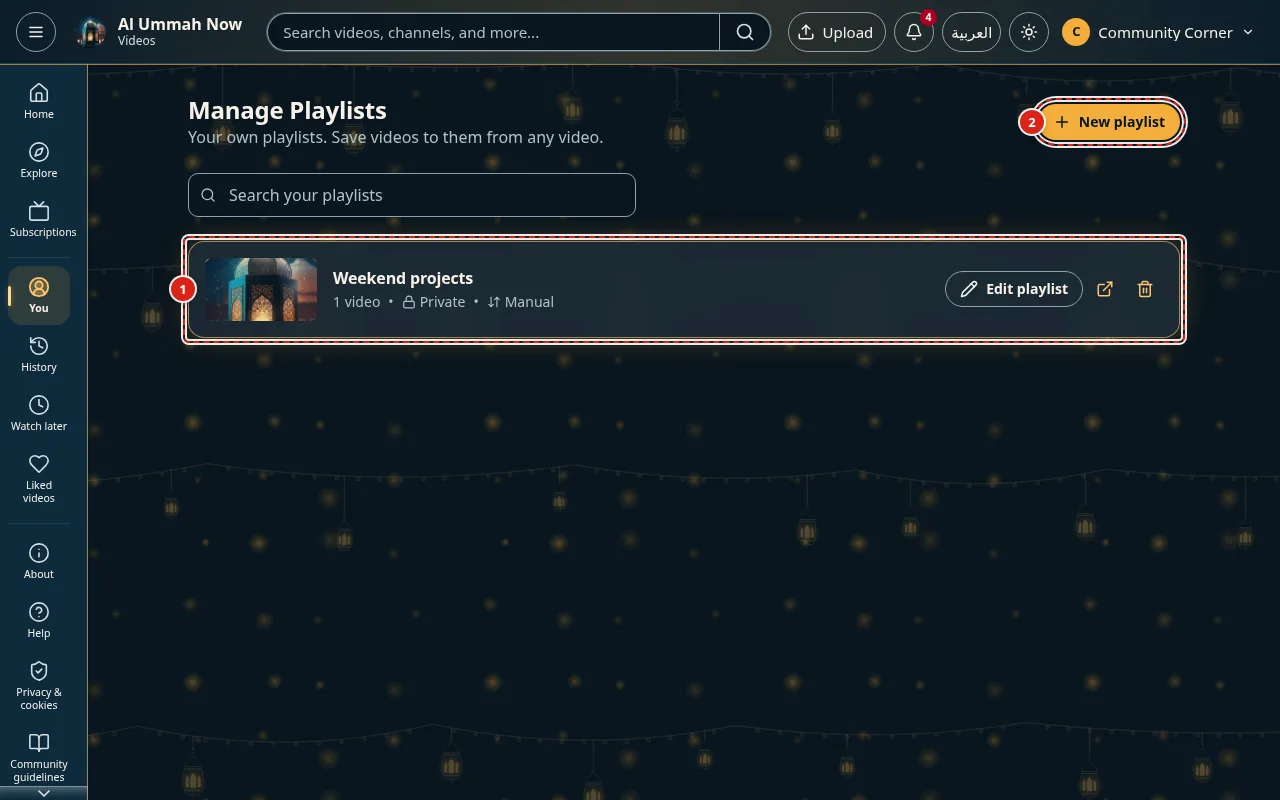 Al Ummah Now
Videos
Search videos, channels, and more...
Upload
4
العربية
C
Community Corner
Home
Explore
Subscriptions
You
History
Watch later
Liked
videos
About
Help
Privacy &
cookies
Community
guidelines
Manage Playlists
Your own playlists. Save videos to them from any video.
2
New playlist
Search your playlists
1
Weekend projects
1 video • Private • Manual
Edit playlist